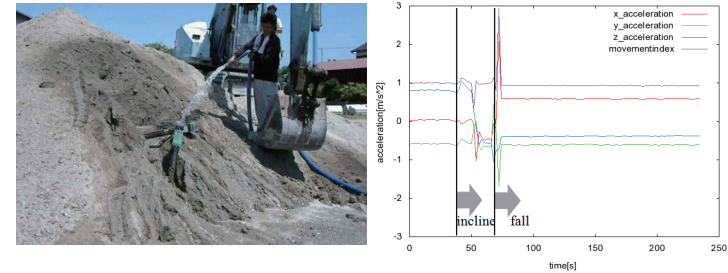 x_acceleration
y_acceleration
z_acceleration
movementindex
acceleration[m/s^2]
3
2
1
0
-1
-2
-3
incline
fall
0
50
100
150
200
250
time[s]